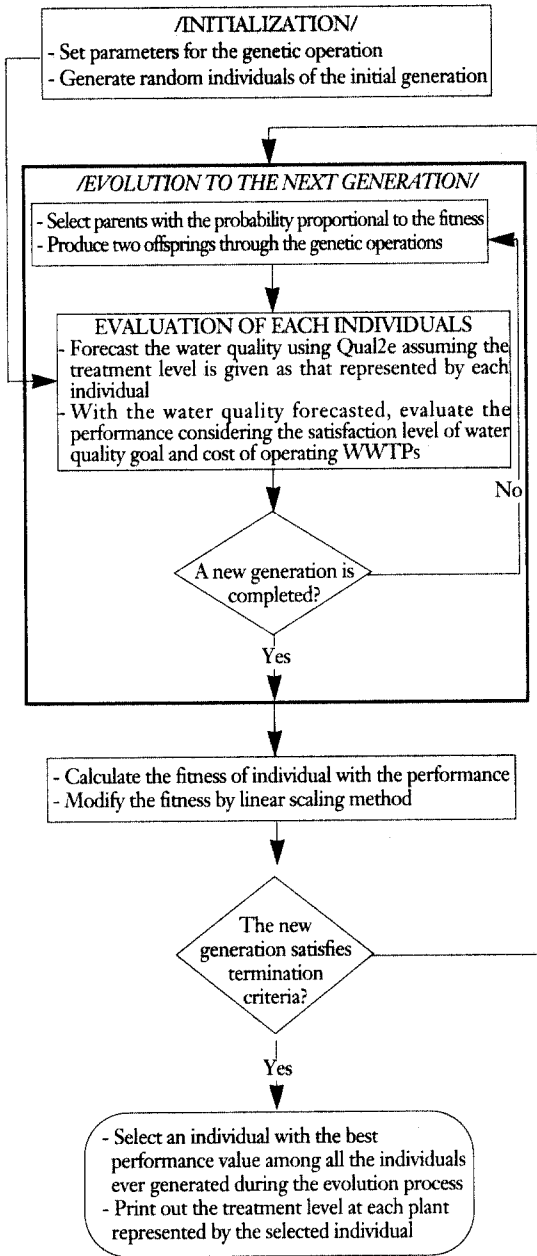 /INITIALIZATION/
- Set parameters for the genetic operation
- Generate random individuals of the initial generation
/EVOLUTION TO THE NEXT GENERATION/
- Select parents with the probability proportional to the fitness
- Produce two offsprings through the genetic operations
EVALUATION OF EACH INDIVIDUALS
- Forecast the water quality using Qual2e assuming the
treatment level is given as that represented by each
individual
- With the water quality forecasted, evaluate the
performance considering the satisfaction level of water
quality goal and cost of operating WWTPs
No
A new generation is
completed?
Yes
- Calculate the fitness of individual with the performance
- Modify the fitness by linear scaling method
The new
generation satisfies
termination
criteria?
Yes
- Select an individual with the best
performance value among all the individuals
ever generated during the evolution process
- Print out the treatment level at each plant
represented by the selected individual